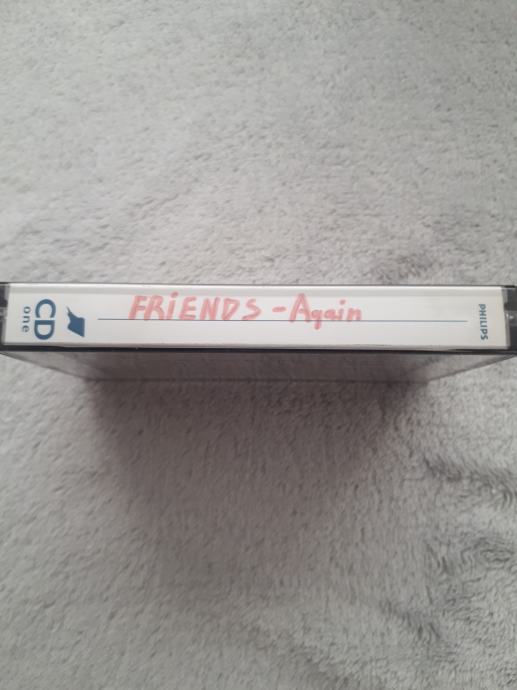 CD
one
FRiENDS - Again
PHILIPS